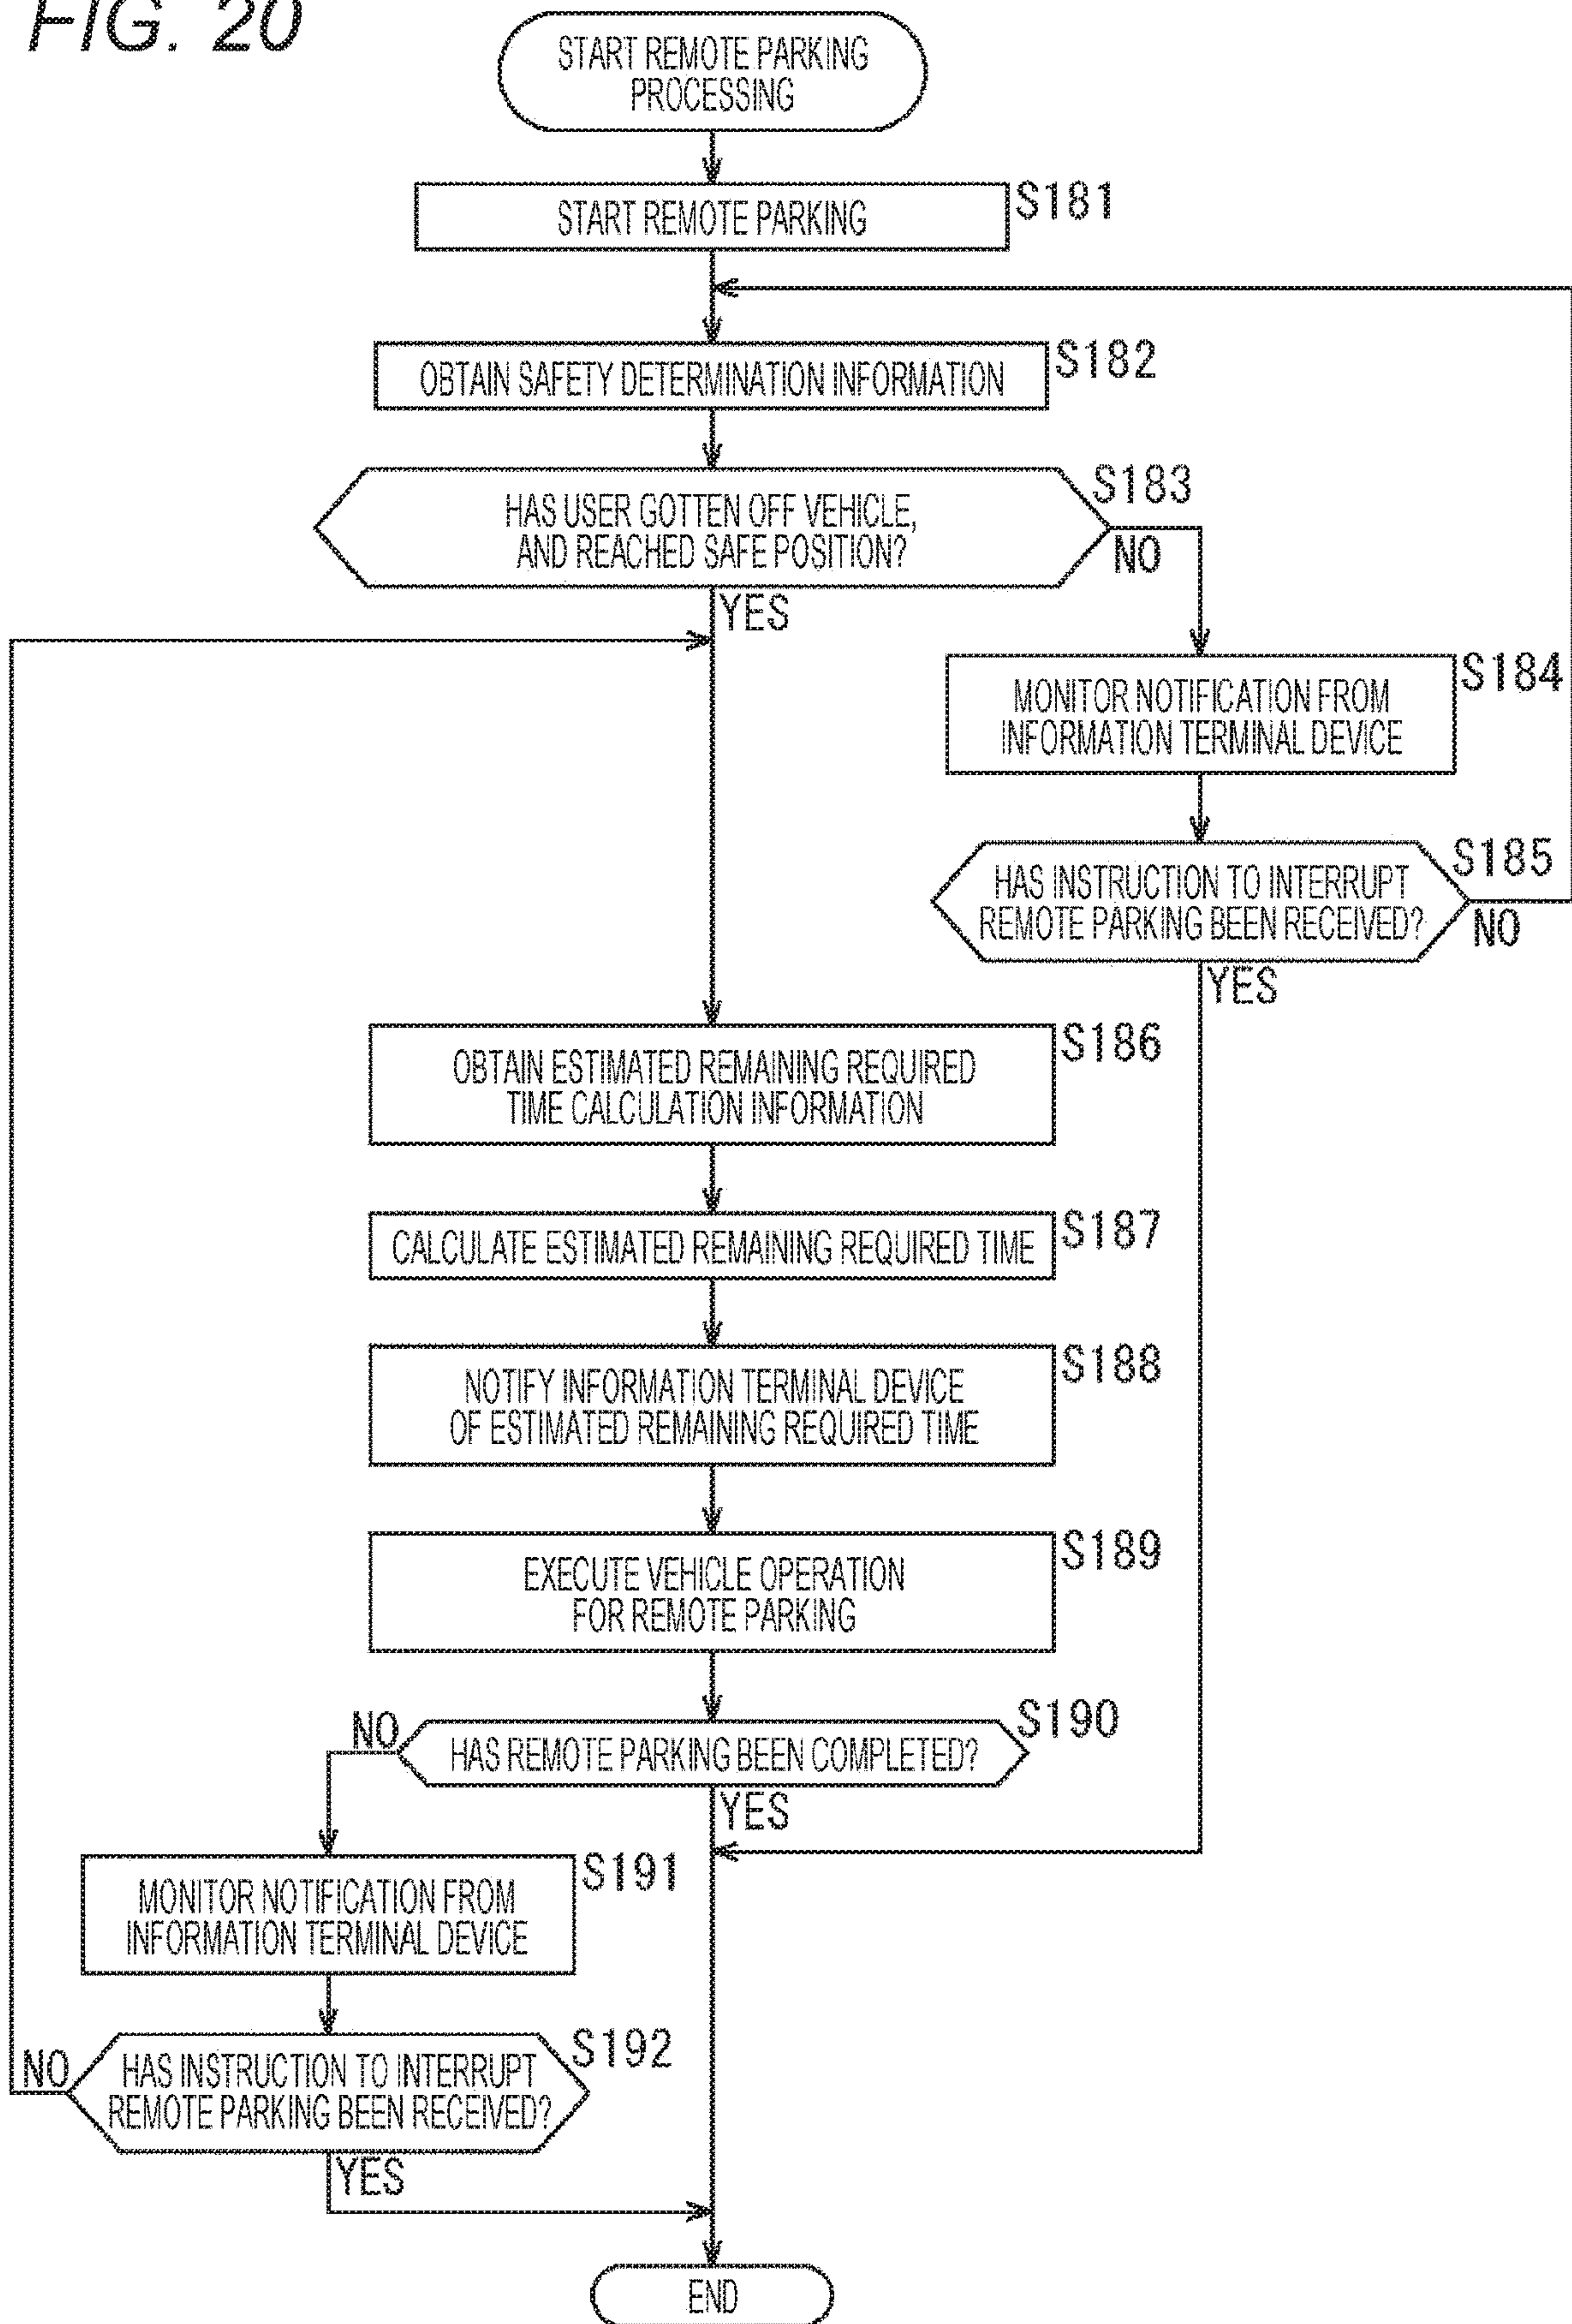 FIG. 20
START REMOTE PARKING
PROCESSING
START REMOTE PARKING
S181
OBTAIN SAFETY DETERMINATION INFORMATION
S182
HAS USER GOTTEN OFF VEHICLE,
AND REACHED SAFE POSITION?
S183
NO
YES
MONITOR NOTIFICATION FROM
INFORMATION TERMINAL DEVICE
S184
HAS INSTRUCTION TO INTERRUPT
REMOTE PARKING BEEN RECEIVED?
S185
NO
YES
OBTAIN ESTIMATED REMAINING REQUIRED
TIME CALCULATION INFORMATION
S186
CALCULATE ESTIMATED REMAINING REQUIRED TIME
S187
NOTIFY INFORMATION TERMINAL DEVICE
OF ESTIMATED REMAINING REQUIRED TIME
S188
EXECUTE VEHICLE OPERATION
FOR REMOTE PARKING
S189
NO
HAS REMOTE PARKING BEEN COMPLETED?
S190
YES
MONITOR NOTIFICATION FROM
INFORMATION TERMINAL DEVICE
S191
NO
HAS INSTRUCTION TO INTERRUPT
REMOTE PARKING BEEN RECEIVED?
S192
YES
END